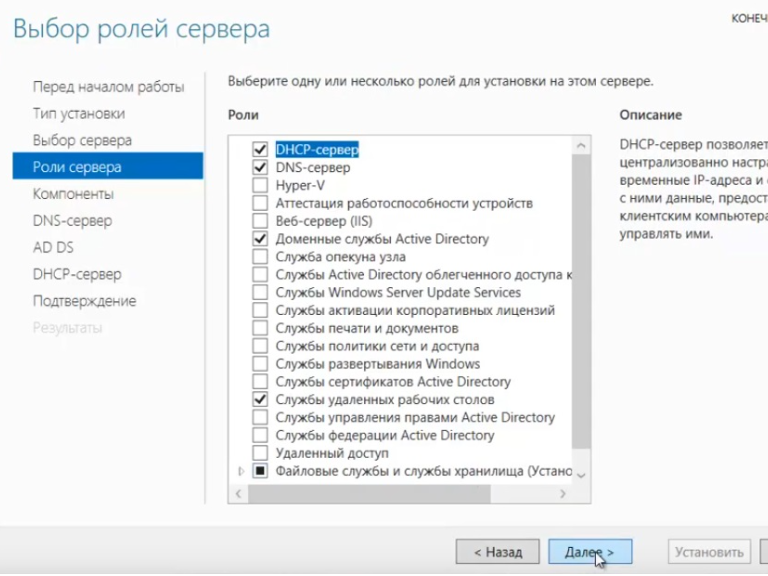 Выбор ролей сервера
КОНЕЧ
Перед началом работы
Тип установки
Выбор сервера
Роли сервера
Компоненты
DNS-сервер
AD DS
DHCP-сервер
Подтверждение
Результаты
Выберите одну или несколько ролей для установки на этом сервере.
Роли
DHCP-сервер
DNS-сервер
Hyper-V
Аттестация работоспособности устройств
Веб-сервер (IIS)
Доменные службы Active Directory
Служба опекуна узла
Службы Active Directory облегченного доступа к
Службы Windows Server Update Services
Службы активации корпоративных лицензий
Службы печати и документов
Службы политики сети и доступа
Службы развертывания Windows
Службы сертификатов Active Directory
Службы удаленных рабочих столов
Службы управления правами Active Directory
Службы федерации Active Directory
Удаленный доступ
Файловые службы и службы хранилища (Устано
Описание
DHCP-сервер позволяет
централизованно настра
временные IP-адреса и
с ними данные, предост
клиентским компьютера
управлять ими.
< Назад
Далее >
Установить